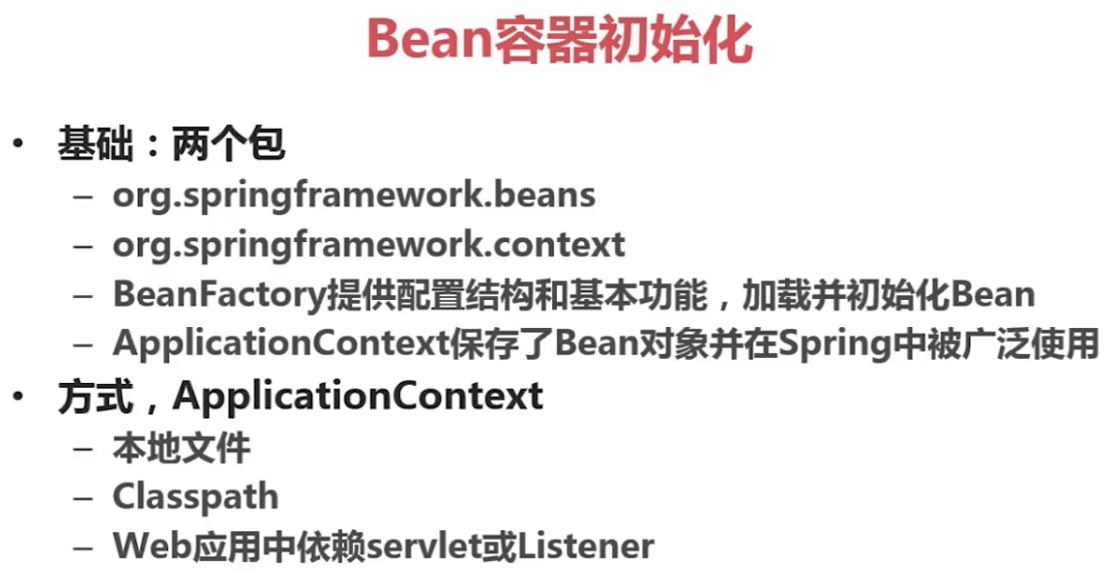 Bean容器初始化
• 基础：两个包
– org.springframework.beans
– org.springframework.context
– BeanFactory提供配置结构和基本功能，加载并初始化Bean
– ApplicationContext保存了Bean对象并在Spring中被广泛使用
• 方式，ApplicationContext
– 本地文件
– Classpath
– Web应用中依赖servlet或Listener